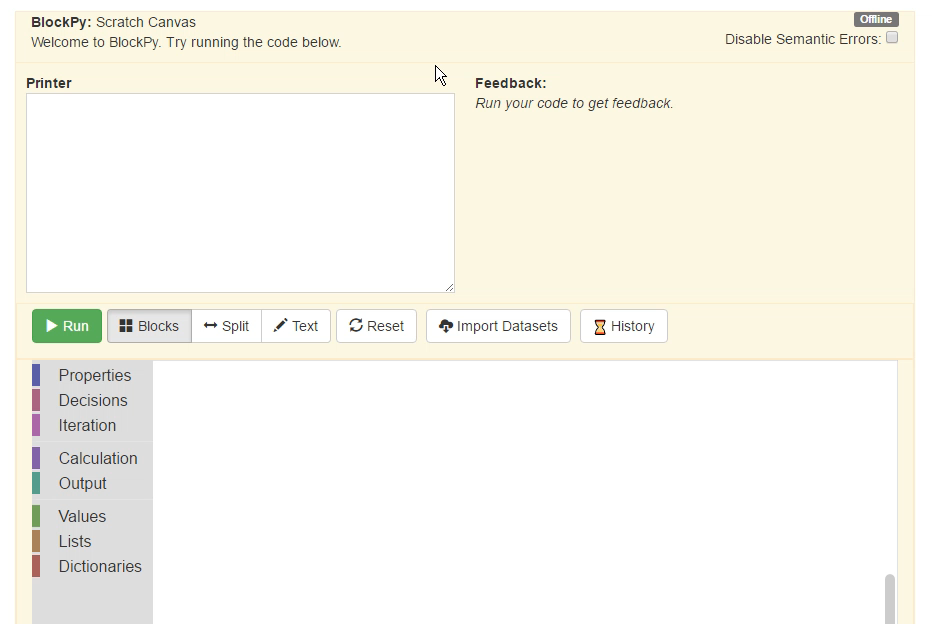 BlockPy: Scratch Canvas
Offline
Welcome to BlockPy. Try running the code below.
Disable Semantic Errors:
Printer
Feedback:
Run your code to get feedback.
Run Blocks Split Text Reset Import Datasets History
Properties
Decisions
Iteration
Calculation
Output
Values
Lists
Dictionaries